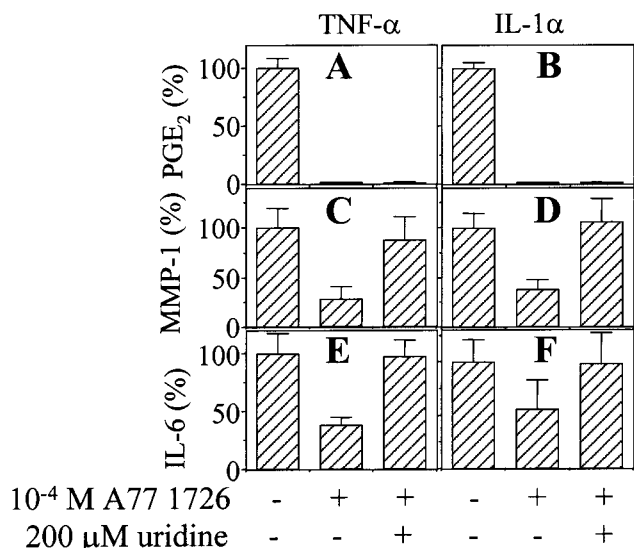 TNF-α IL-1α
PGE₂ (%)
100
50
0
A
B
MMP-1 (%)
100
50
0
C
D
IL-6 (%)
100
50
0
E
F
10⁻⁴ M A77 1726 - + + - + +
200 µM uridine - - + - - +